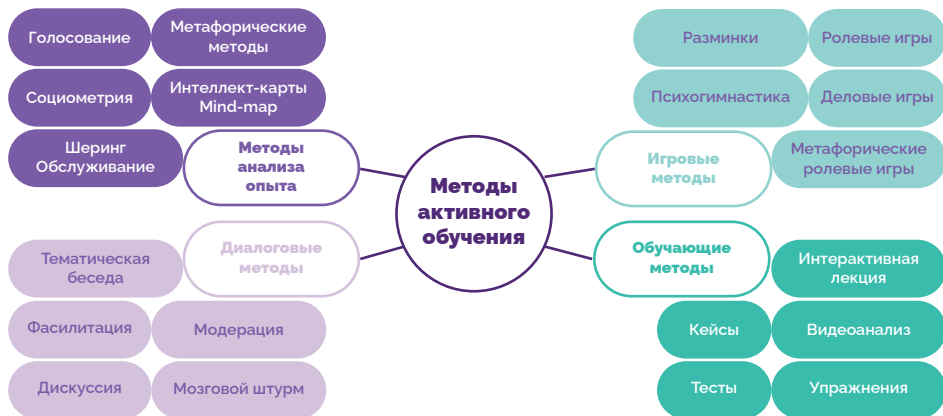 Голосование
Метафорические
методы
Социометрия
Интеллект-карты
Mind-map
Шеринг
Обслуживание
Методы
анализа
опыта
Разминки
Ролевые игры
Психогимнастика
Деловые игры
Игровые
методы
Метафорические
ролевые игры
Методы
активного
обучения
Диалоговые
методы
Тематическая
беседа
Фасилитация
Модерация
Дискуссия
Мозговой штурм
Обучающие
методы
Интерактивная
лекция
Кейсы
Видеоанализ
Тесты
Упражнения